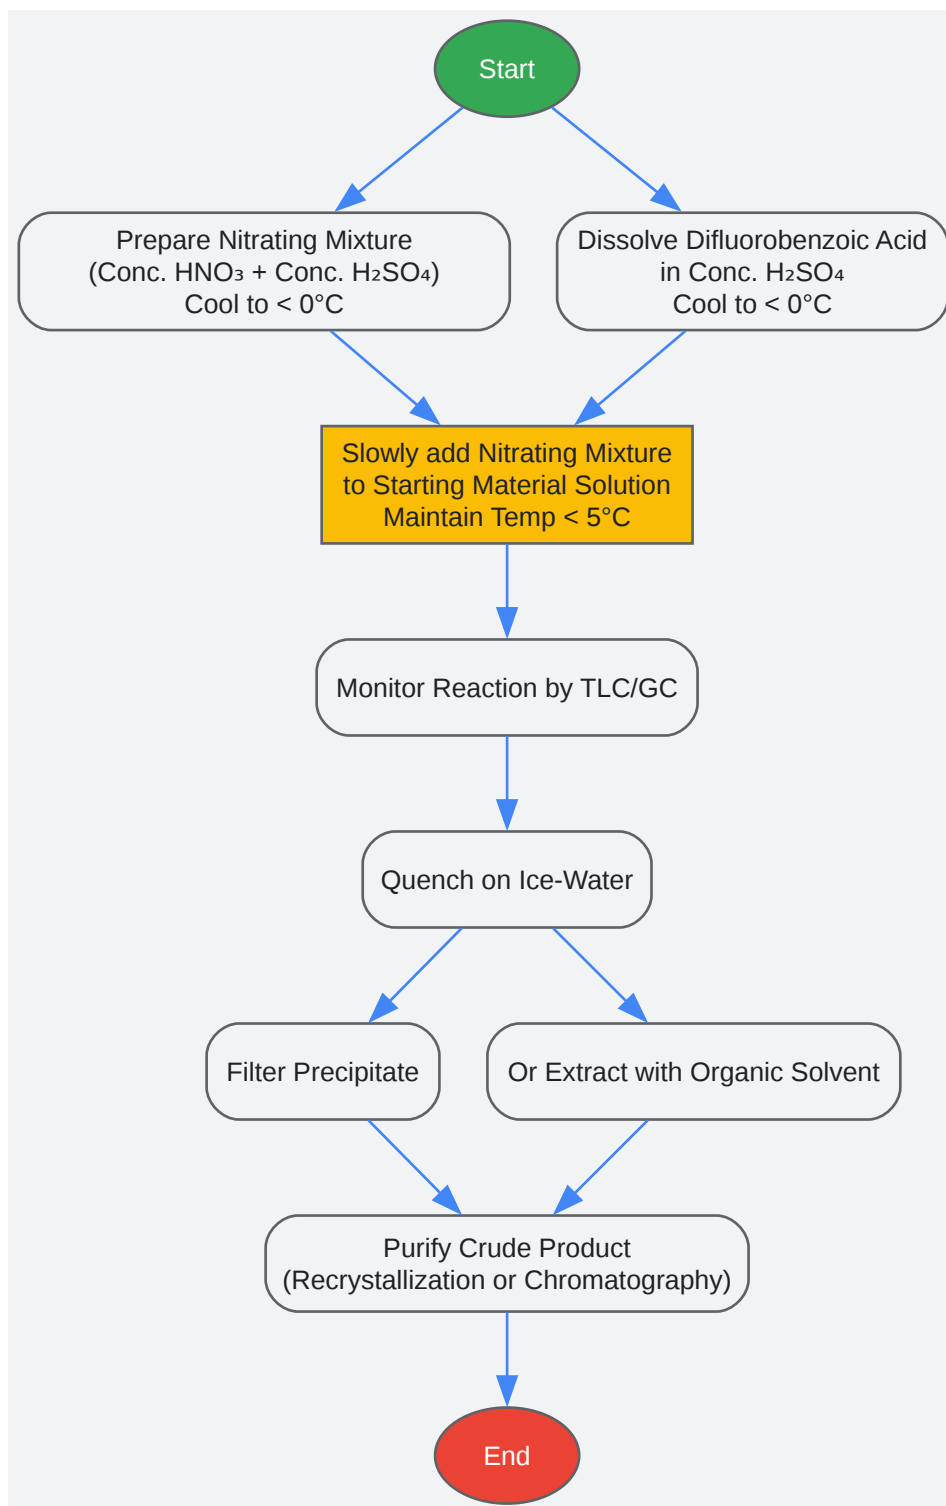 Start
Prepare Nitrating Mixture
(Conc. HNO₃ + Conc. H₂SO₄)
Cool to < 0°C
Dissolve Difluorobenzoic Acid
in Conc. H₂SO₄
Cool to < 0°C
Slowly add Nitrating Mixture
to Starting Material Solution
Maintain Temp < 5°C
Monitor Reaction by TLC/GC
Quench on Ice-Water
Filter Precipitate
Or Extract with Organic Solvent
Purify Crude Product
(Recrystallization or Chromatography)
End